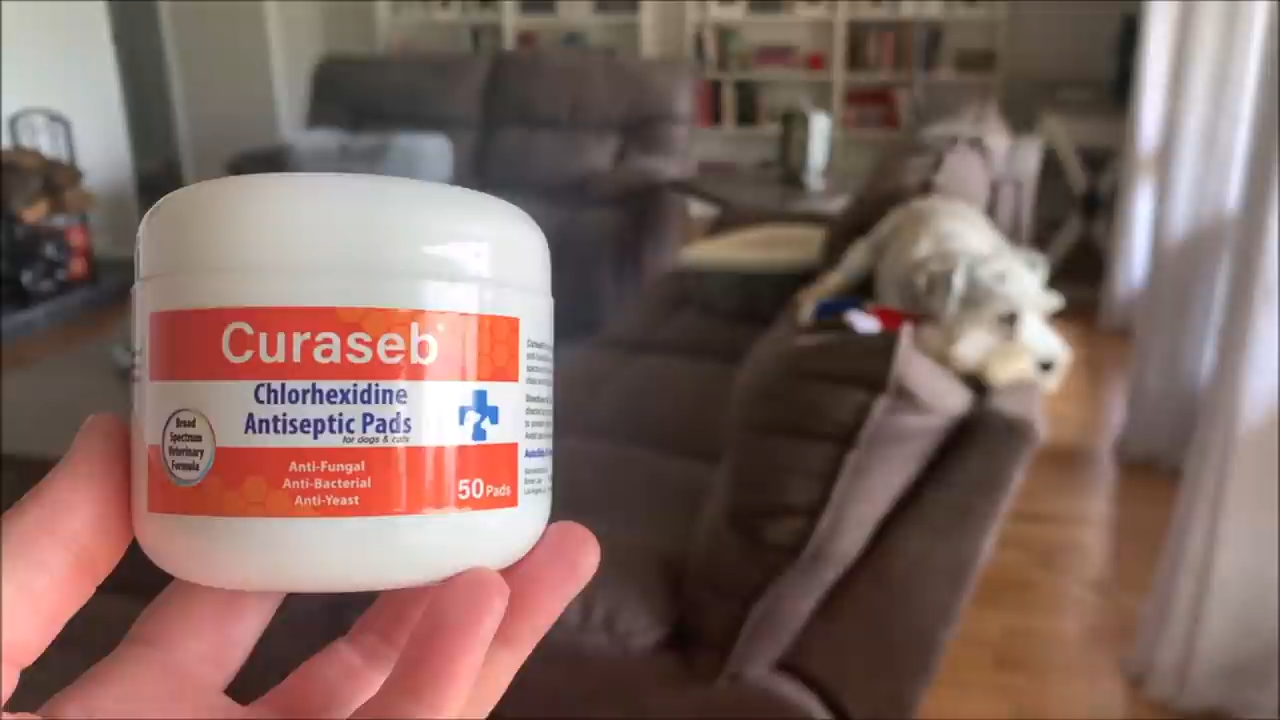 Curaseb
Chlorhexidine
Antiseptic Pads
for dogs & cats
Broad
Spectrum
Veterinary
Formula
Anti-Fungal
Anti-Bacterial
Anti-Yeast
50 Pads